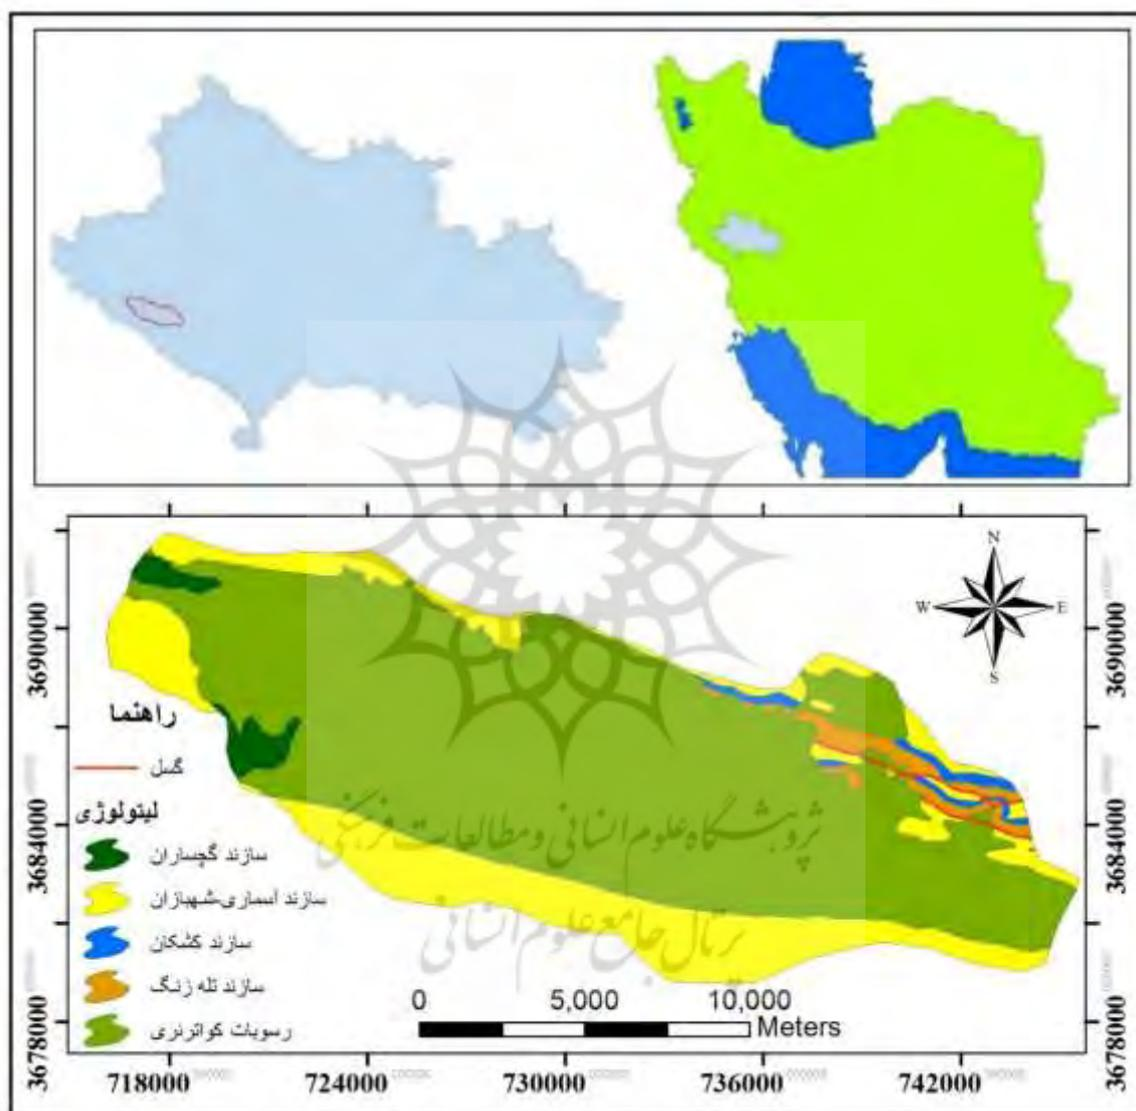 N
W
E
S
3690000
3690000
راهنما
گسل
لیتولوژی
سازند گچساران
سازند آسماری-شهبازان
سازند کشکان
سازند تله زنگ
رسوبات کواترنری
3684000
3684000
پژوهشگاه علوم انسانی و مطالعات فرهنگی
پرتال جامع علوم انسانی
0 5,000 10,000
Meters
3678000
3678000
718000 724000 730000 736000 742000